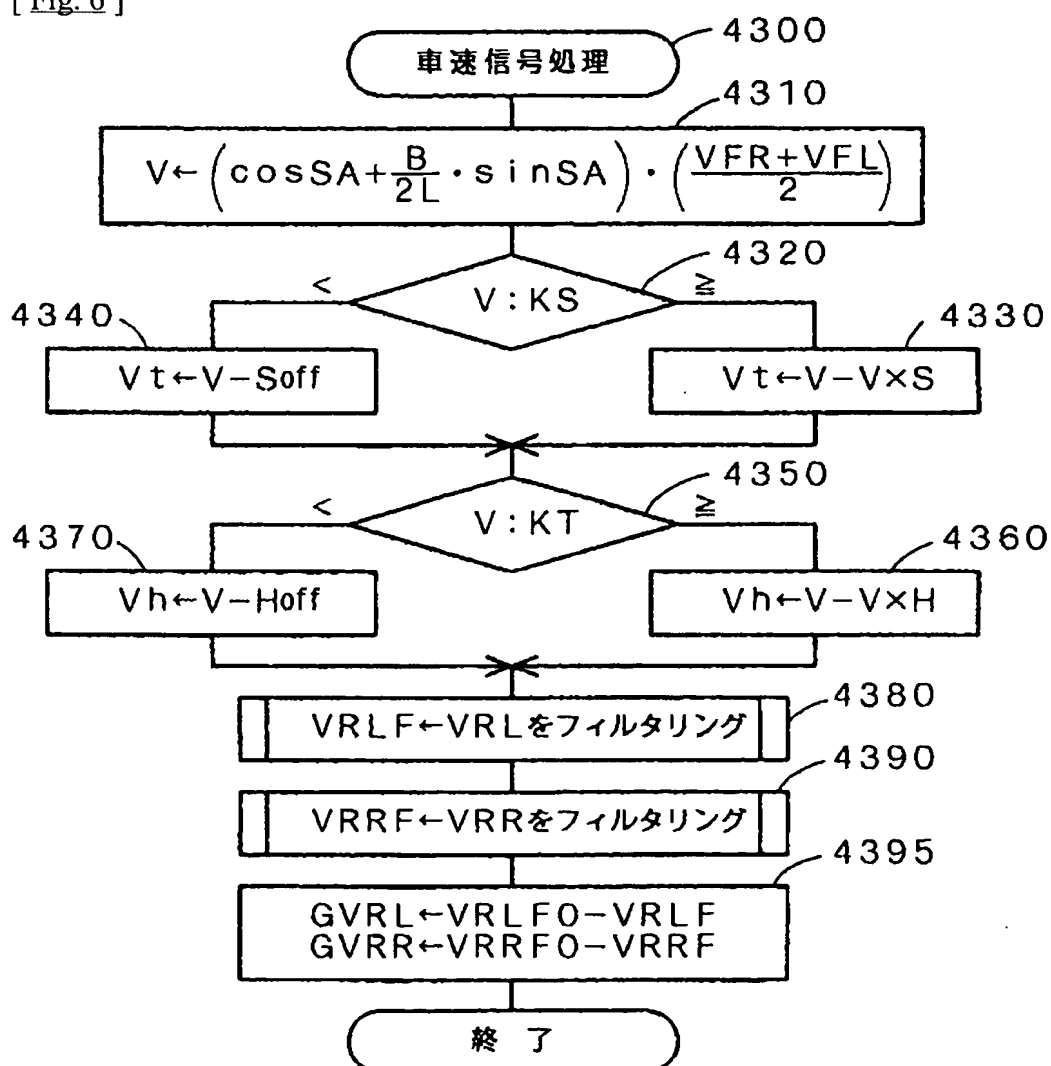 [ Fig. 6 ]
4300
車速信号処理
4310
V←(cosSA+B/2L・sinSA)・(VFR+VFL/2)
4320
< V:KS ≧
4340
4330
Vt←V-Soff
Vt←V-V×S
4350
< V:KT ≧
4370
4360
Vh←V-Hoff
Vh←V-V×H
4380
VRLF←VRLをフィルタリング
4390
VRRF←VRRをフィルタリング
4395
GVRL←VRLFO-VRLF
GVRR←VRRFO-VRRF
終了